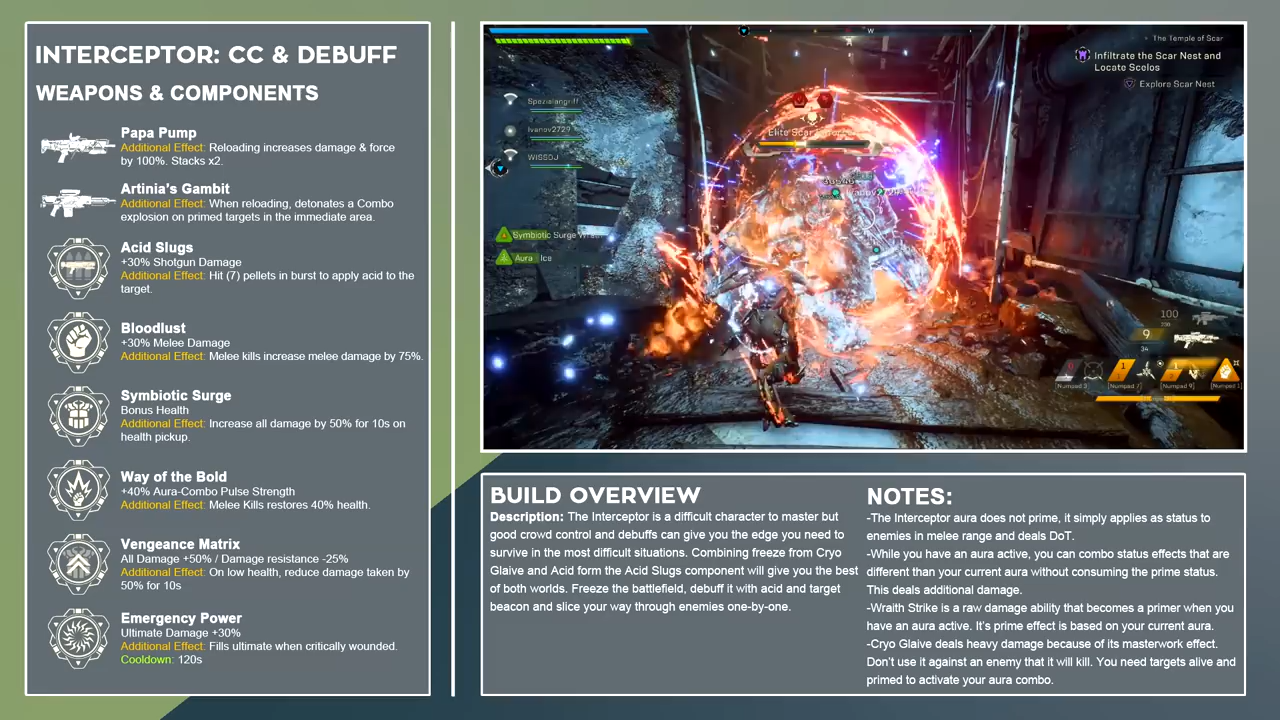 INTERCEPTOR: CC & DEBUFF
WEAPONS & COMPONENTS
Papa Pump
Additional Effect: Reloading increases damage & force
by 100%. Stacks x2.
Artinia's Gambit
Additional Effect: When reloading, detonates a Combo
explosion on primed targets in the immediate area.
Acid Slugs
+30% Shotgun Damage
Additional Effect: Hit (7) pellets in burst to apply acid to the
target.
Bloodlust
+30% Melee Damage
Additional Effect: Melee kills increase melee damage by 75%.
Symbiotic Surge
Bonus Health
Additional Effect: Increase all damage by 50% for 10s on
health pickup.
Way of the Bold
+40% Aura-Combo Pulse Strength
Additional Effect: Melee Kills restores 40% health.
Vengeance Matrix
All Damage +50% / Damage resistance -25%
Additional Effect: On low health, reduce damage taken by
50% for 10s
Emergency Power
Ultimate Damage +30%
Additional Effect: Fills ultimate when critically wounded.
Cooldown: 120s
W
The Temple of Scar
Infiltrate the Scar Nest and
Locate Scelos
Explore Scar Nest
Spezialangriff
Ivanov2729
WISSDJ
Elite Scar
Symbiotic Surge
Aura Ice
100
9
34
1
Numpad 7
Numpad 9
Numpad 1
BUILD OVERVIEW
Description: The Interceptor is a difficult character to master but
good crowd control and debuffs can give you the edge you need to
survive in the most difficult situations. Combining freeze from Cryo
Glaive and Acid form the Acid Slugs component will give you the best
of both worlds. Freeze the battlefield, debuff it with acid and target
beacon and slice your way through enemies one-by-one.
NOTES:
-The Interceptor aura does not prime, it simply applies as status to
enemies in melee range and deals DoT.
-While you have an aura active, you can combo status effects that are
different than your current aura without consuming the prime status.
This deals additional damage.
-Wraith Strike is a raw damage ability that becomes a primer when you
have an aura active. It's prime effect is based on your current aura.
-Cryo Glaive deals heavy damage because of its masterwork effect.
Don't use it against an enemy that it will kill. You need targets alive and
primed to activate your aura combo.